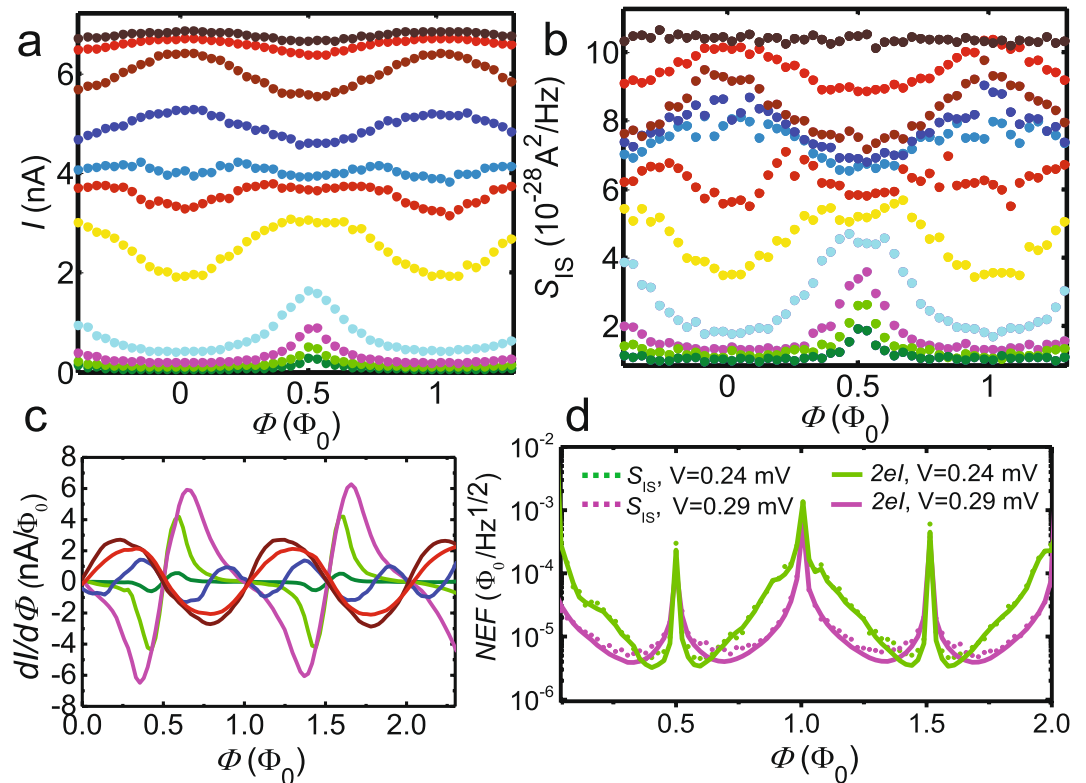 a
b
6
4
2
0
I (nA)
0
0.5
1
Φ (Φ₀)
10
8
6
4
2
S_IS (10⁻²⁸A²/Hz)
0
0.5
1
Φ (Φ₀)
c
d
8
6
4
2
0
-2
-4
-6
-8
dI/dΦ (nA/Φ₀)
0.0
0.5
1.0
1.5
2.0
Φ (Φ₀)
10⁻²
10⁻³
10⁻⁴
10⁻⁵
10⁻⁶
NEF (Φ₀/Hz¹/²)
S_IS, V=0.24 mV
S_IS, V=0.29 mV
2eI, V=0.24 mV
2eI, V=0.29 mV
0.5
1.0
1.5
2.0
Φ (Φ₀)